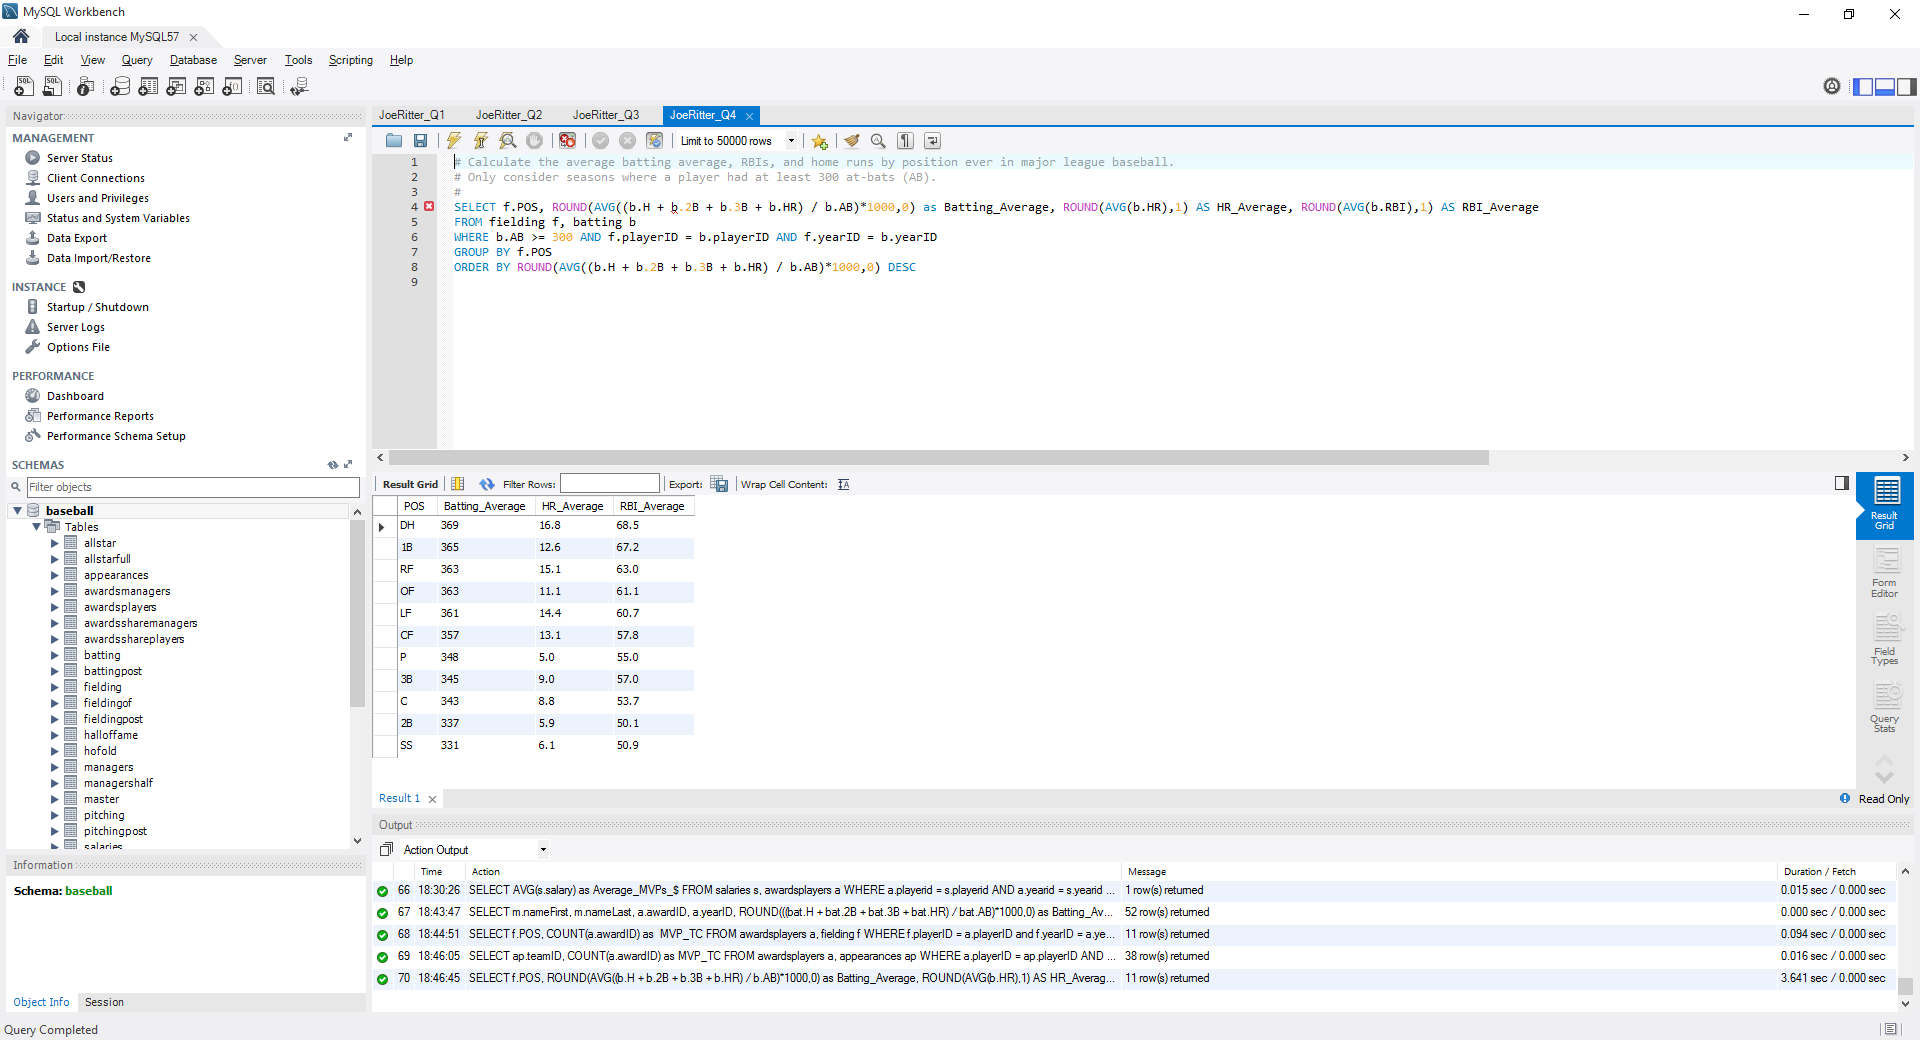 MySQL Workbench
Local instance MySQL57
File Edit View Query Database Server Tools Scripting Help
Navigator
MANAGEMENT
Server Status
Client Connections
Users and Privileges
Status and System Variables
Data Export
Data Import/Restore
INSTANCE
Startup / Shutdown
Server Logs
Options File
PERFORMANCE
Dashboard
Performance Reports
Performance Schema Setup
SCHEMAS
Filter objects
baseball
Tables
allstar
allstarfull
appearances
awardsmanagers
awardsplayers
awardssharemanagers
awardsshareplayers
batting
battingpost
fielding
fieldingof
fieldingpost
halloffame
hofold
managers
managershalf
master
pitching
pitchingpost
salaries
Information
Schema: baseball
Object Info Session
Query Completed
JoeRitter_Q1 JoeRitter_Q2 JoeRitter_Q3 JoeRitter_Q4
Limit to 50000 rows
1 # Calculate the average batting average, RBIs, and home runs by position ever in major league baseball.
2 # Only consider seasons where a player had at least 300 at-bats (AB).
3 #
4 SELECT f.POS, ROUND(AVG((b.H + b.2B + b.3B + b.HR) / b.AB)*1000,0) as Batting_Average, ROUND(AVG(b.HR),1) AS HR_Average, ROUND(AVG(b.RBI),1) AS RBI_Average
5 FROM fielding f, batting b
6 WHERE b.AB >= 300 AND f.playerID = b.playerID AND f.yearID = b.yearID
7 GROUP BY f.POS
8 ORDER BY ROUND(AVG((b.H + b.2B + b.3B + b.HR) / b.AB)*1000,0) DESC
9
Result Grid Filter Rows: Export: Wrap Cell Content:
POS Batting_Average HR_Average RBI_Average
DH 369 16.8 68.5
1B 365 12.6 67.2
RF 363 15.1 63.0
OF 363 11.1 61.1
LF 361 14.4 60.7
CF 357 13.1 57.8
P 348 5.0 55.0
3B 345 9.0 57.0
C 343 8.8 53.7
2B 337 5.9 50.1
SS 331 6.1 50.9
Result Grid
Form Editor
Field Types
Query Stats
Result 1
Read Only
Output
Action Output
Time Action Message Duration / Fetch
66 18:30:26 SELECT AVG(s.salary) as Average_MVPs_$ FROM salaries s, awardsplayers a WHERE a.playerid = s.playerid AND a.yearid = s.yearid ... 1 row(s) returned 0.015 sec / 0.000 sec
67 18:43:47 SELECT m.nameFirst, m.nameLast, a.awardID, a.yearID, ROUND(((bat.H + bat.2B + bat.3B + bat.HR) / bat.AB)*1000,0) as Batting_Av... 52 row(s) returned 0.000 sec / 0.000 sec
68 18:44:51 SELECT f.POS, COUNT(a.awardID) as MVP_TC FROM awardsplayers a, fielding f WHERE f.playerID = a.playerID and f.yearID = a.ye... 11 row(s) returned 0.094 sec / 0.000 sec
69 18:46:05 SELECT ap.teamID, COUNT(a.awardID) as MVP_TC FROM awardsplayers a, appearances ap WHERE a.playerID = ap.playerID AND ... 38 row(s) returned 0.016 sec / 0.000 sec
70 18:46:45 SELECT f.POS, ROUND(AVG((b.H + b.2B + b.3B + b.HR) / b.AB)*1000,0) as Batting_Average, ROUND(AVG(b.HR),1) AS HR_Averag... 11 row(s) returned 3.641 sec / 0.000 sec